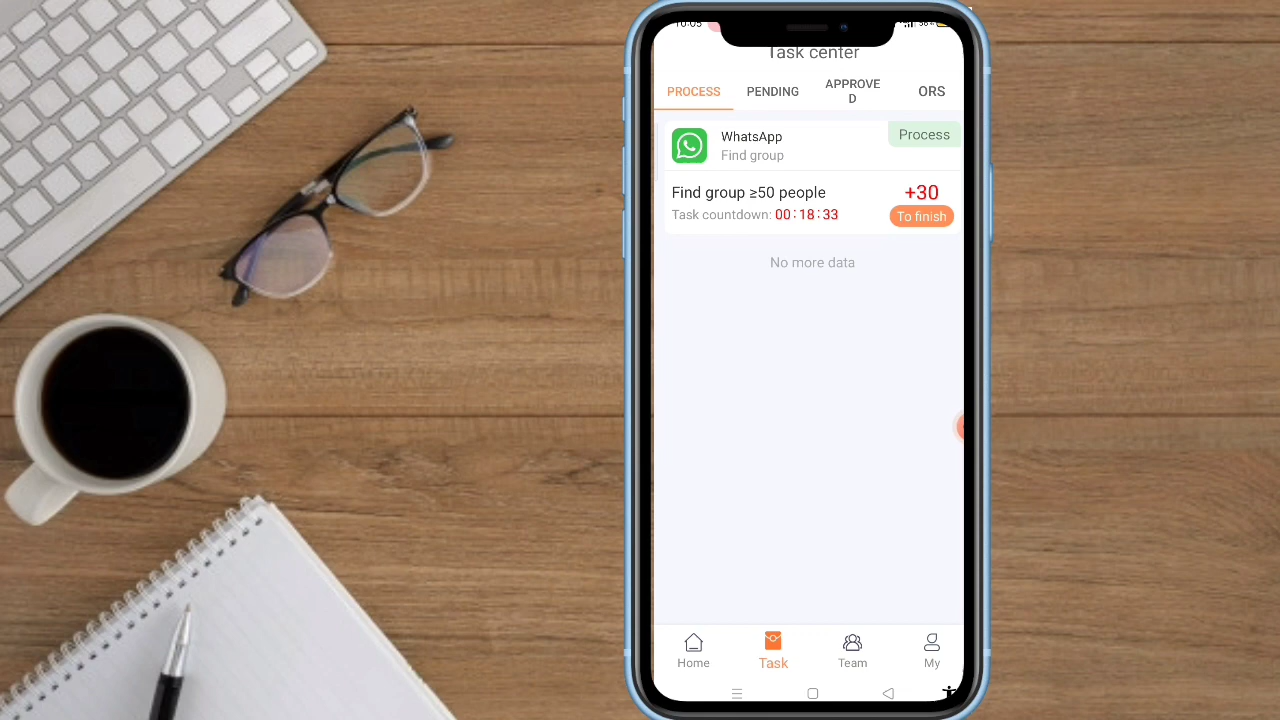 Task center
PROCESS
PENDING
APPROVE
D
ORS
WhatsApp
Process
Find group
Find group ≥50 people
+30
Task countdown: 00:18:33
To finish
No more data
Home
Task
Team
My